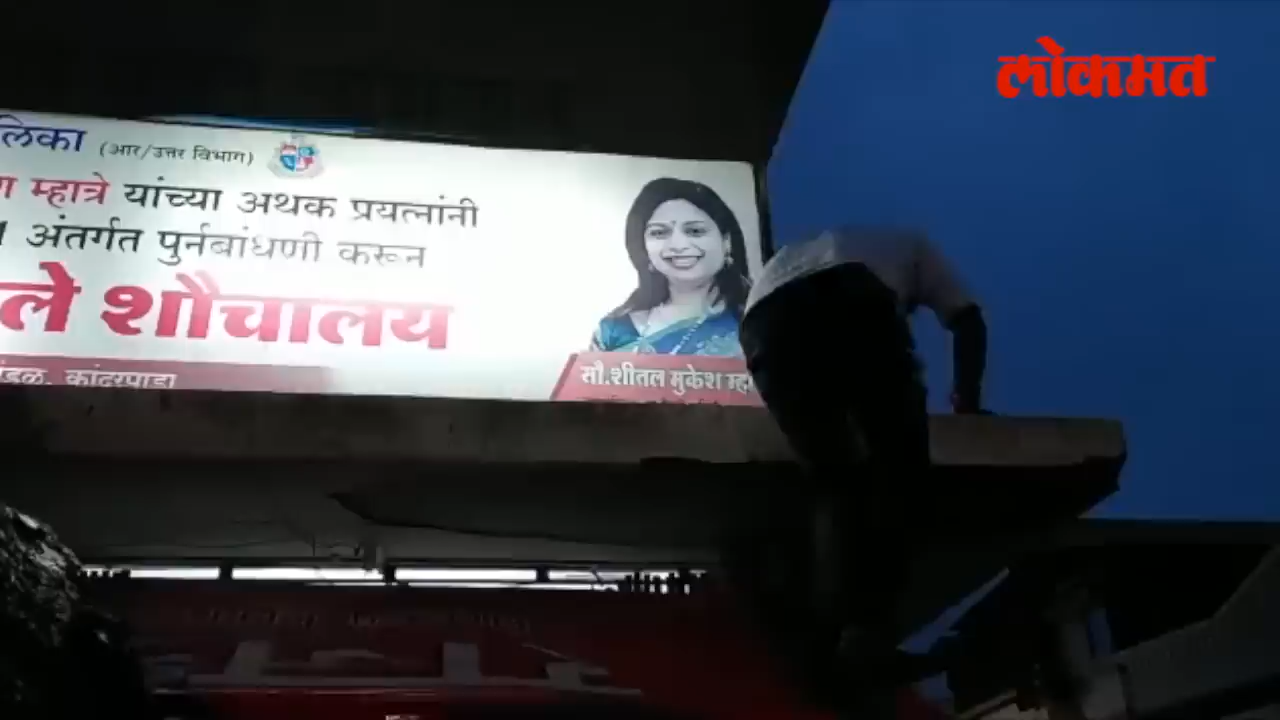 लोकमत
लिका (आर/उत्तर विभाग)
म्हात्रे यांच्या अथक प्रयत्नांनी
अंतर्गत पुर्नबांधणी करून
ले शौचालय
कांदरपाडा
सौ.शीतल मुकेश